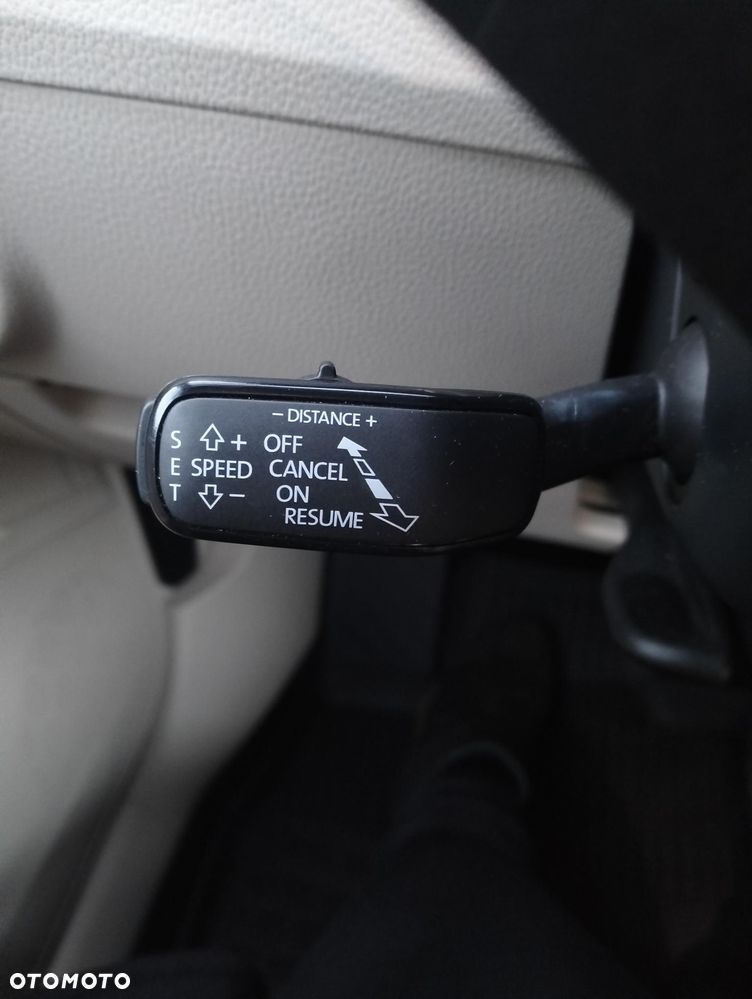 - DISTANCE +
S + OFF
E SPEED CANCEL
T - ON
RESUME
OTOMOTO